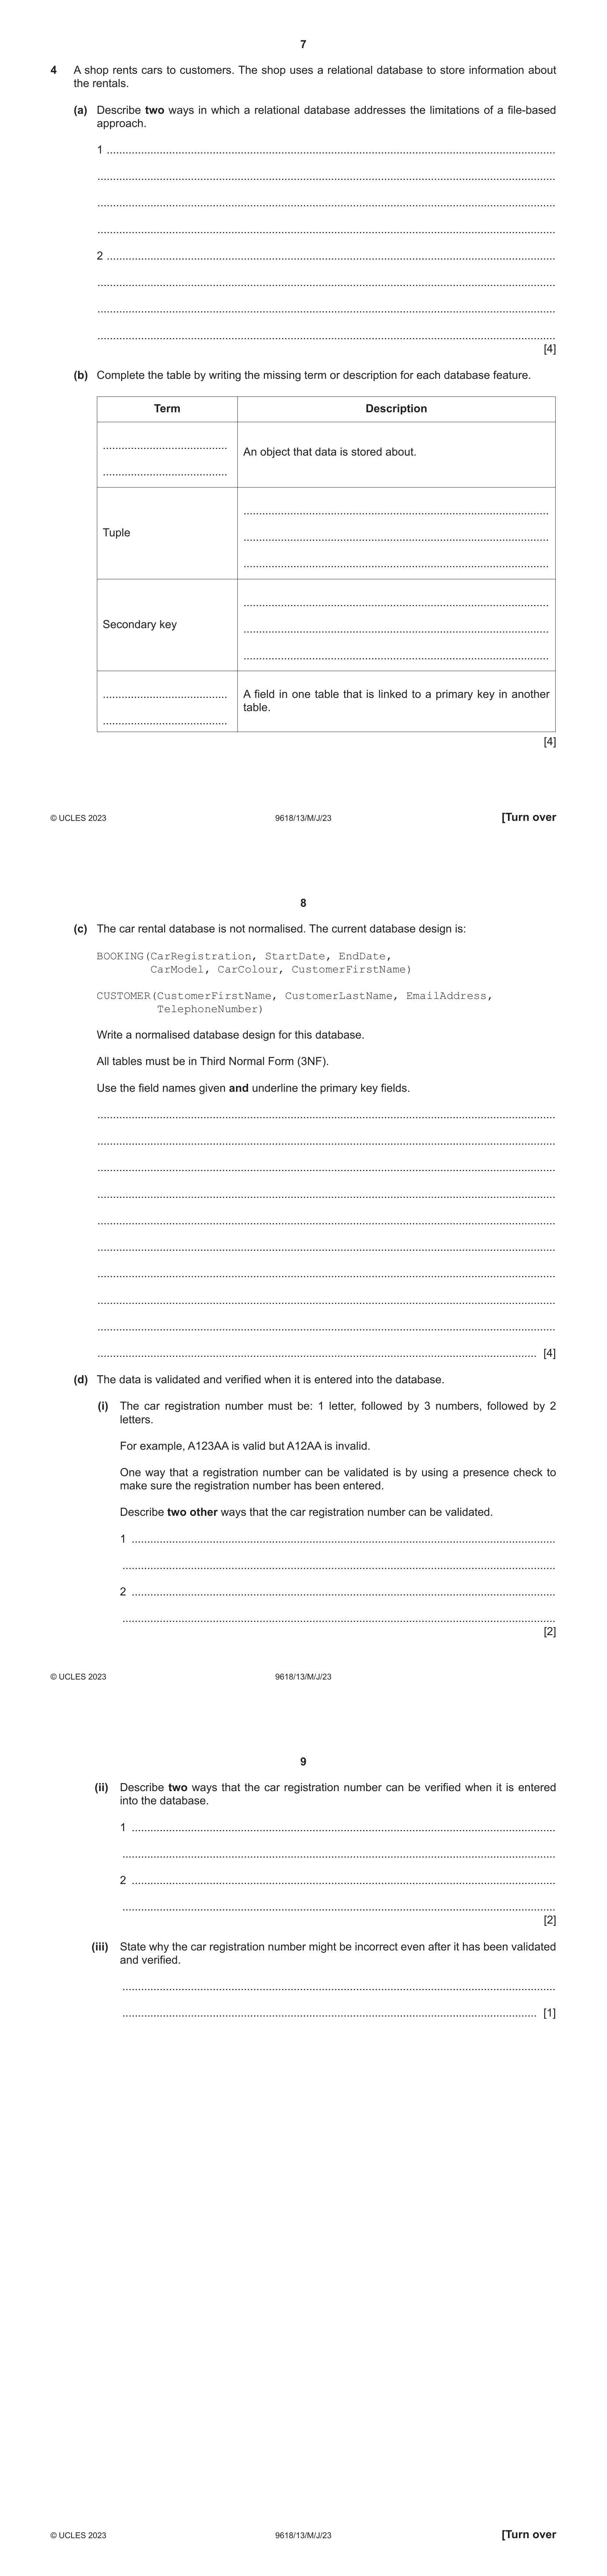 7
4 A shop rents cars to customers. The shop uses a relational database to store information about
the rentals.
(a) Describe two ways in which a relational database addresses the limitations of a file-based
approach.
1 ....................................................................................................
....................................................................................................
....................................................................................................
....................................................................................................
2 ....................................................................................................
....................................................................................................
....................................................................................................
....................................................................................................
[4]
(b) Complete the table by writing the missing term or description for each database feature.
Term Description
........................................
An object that data is stored about.
........................................
....................................................................................................
Tuple
....................................................................................................
....................................................................................................
....................................................................................................
Secondary key
....................................................................................................
....................................................................................................
........................................
A field in one table that is linked to a primary key in another
table.
........................................
[4]
© UCLES 2023 9618/13/M/J/23 [Turn over
8
(c) The car rental database is not normalised. The current database design is:
BOOKING(CarRegistration, StartDate, EndDate,
CarModel, CarColour, CustomerFirstName)
CUSTOMER(CustomerFirstName, CustomerLastName, EmailAddress,
TelephoneNumber)
Write a normalised database design for this database.
All tables must be in Third Normal Form (3NF).
Use the field names given and underline the primary key fields.
....................................................................................................
....................................................................................................
....................................................................................................
....................................................................................................
....................................................................................................
....................................................................................................
....................................................................................................
....................................................................................................
....................................................................................................
.................................................................................................... [4]
(d) The data is validated and verified when it is entered into the database.
(i) The car registration number must be: 1 letter, followed by 3 numbers, followed by 2
letters.
For example, A123AA is valid but A12AA is invalid.
One way that a registration number can be validated is by using a presence check to
make sure the registration number has been entered.
Describe two other ways that the car registration number can be validated.
1 ....................................................................................................
....................................................................................................
2 ....................................................................................................
....................................................................................................
[2]
© UCLES 2023 9618/13/M/J/23
9
(ii) Describe two ways that the car registration number can be verified when it is entered
into the database.
1 ....................................................................................................
....................................................................................................
2 ....................................................................................................
....................................................................................................
[2]
(iii) State why the car registration number might be incorrect even after it has been validated
and verified.
....................................................................................................
.................................................................................................... [1]
© UCLES 2023 9618/13/M/J/23 [Turn over